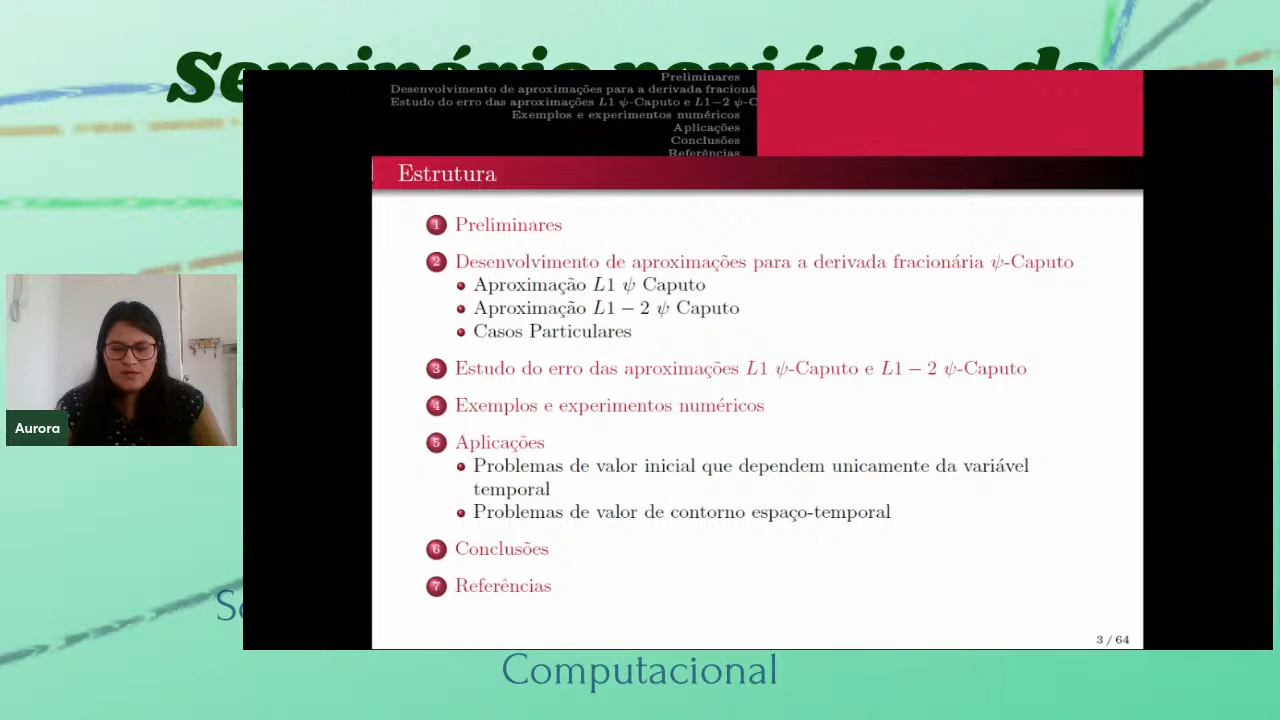 Seminário periódico de
Preliminares
Desenvolvimento de aproximações para a derivada
Estudo do erro das aproximações L1 ψ-Caputo e L1−2
Exemplos e experimentos numéricos
Aplicações
Conclusões
Referências
Estrutura
1 Preliminares
2 Desenvolvimento de aproximações para a derivada fracionária ψ-Caputo
Aproximação L1 ψ Caputo
Aproximação L1 − 2 ψ Caputo
Casos Particulares
3 Estudo do erro das aproximações L1 ψ-Caputo e L1 − 2 ψ-Caputo
4 Exemplos e experimentos numéricos
5 Aplicações
Problemas de valor inicial que dependem unicamente da variável
temporal
Problemas de valor de contorno espaço-temporal
6 Conclusões
7 Referências
3 / 64
Aurora
Computacional